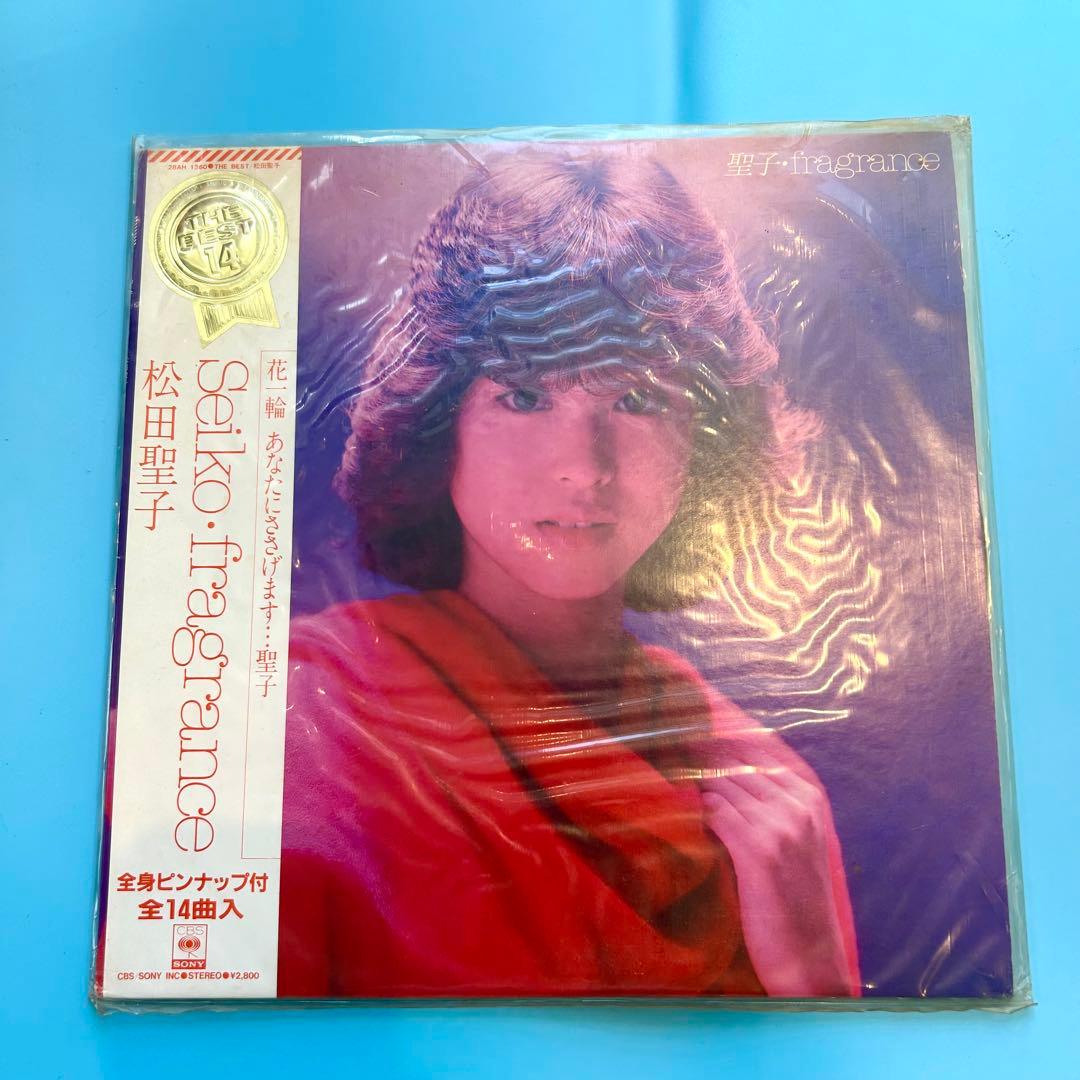 28AH 1360●THE BEST/松田聖子
THE
BEST
14
聖子・fragrance
花一輪 あなたにささげます…聖子
Seiko・fragrance
松田聖子
全身ピンナップ付
全14曲入
CBS
SONY
CBS/SONY INC●STEREO●¥2,800